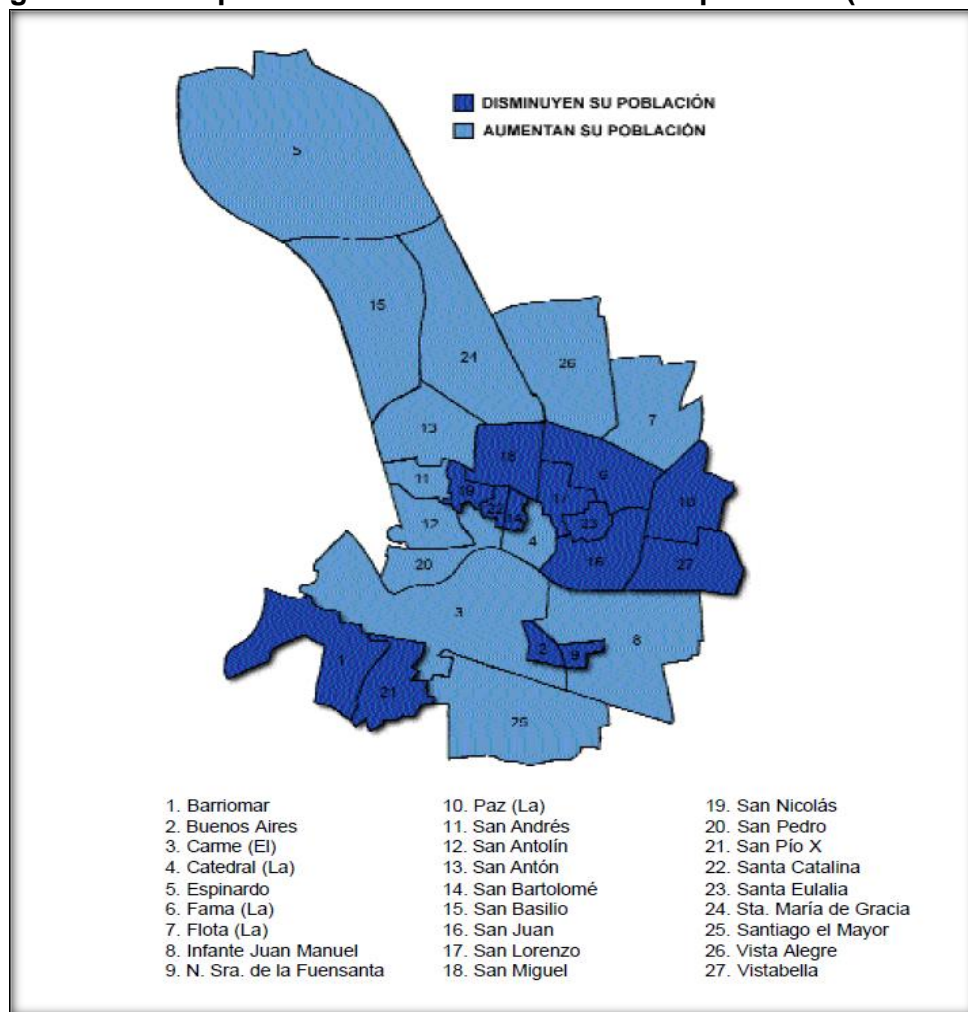 DISMINUYEN SU POBLACIÓN
AUMENTAN SU POBLACIÓN
5
15
24
26
7
13
18
6
11
19
10
17
22
14
23
12
4
16
27
20
3
8
2
9
1
21
25
1. Barriomar
2. Buenos Aires
3. Carme (El)
4. Catedral (La)
5. Espinardo
6. Fama (La)
7. Flota (La)
8. Infante Juan Manuel
9. N. Sra. de la Fuensanta
10. Paz (La)
11. San Andrés
12. San Antolín
13. San Antón
14. San Bartolomé
15. San Basilio
16. San Juan
17. San Lorenzo
18. San Miguel
19. San Nicolás
20. San Pedro
21. San Pío X
22. Santa Catalina
23. Santa Eulalia
24. Sta. María de Gracia
25. Santiago el Mayor
26. Vista Alegre
27. Vistabella